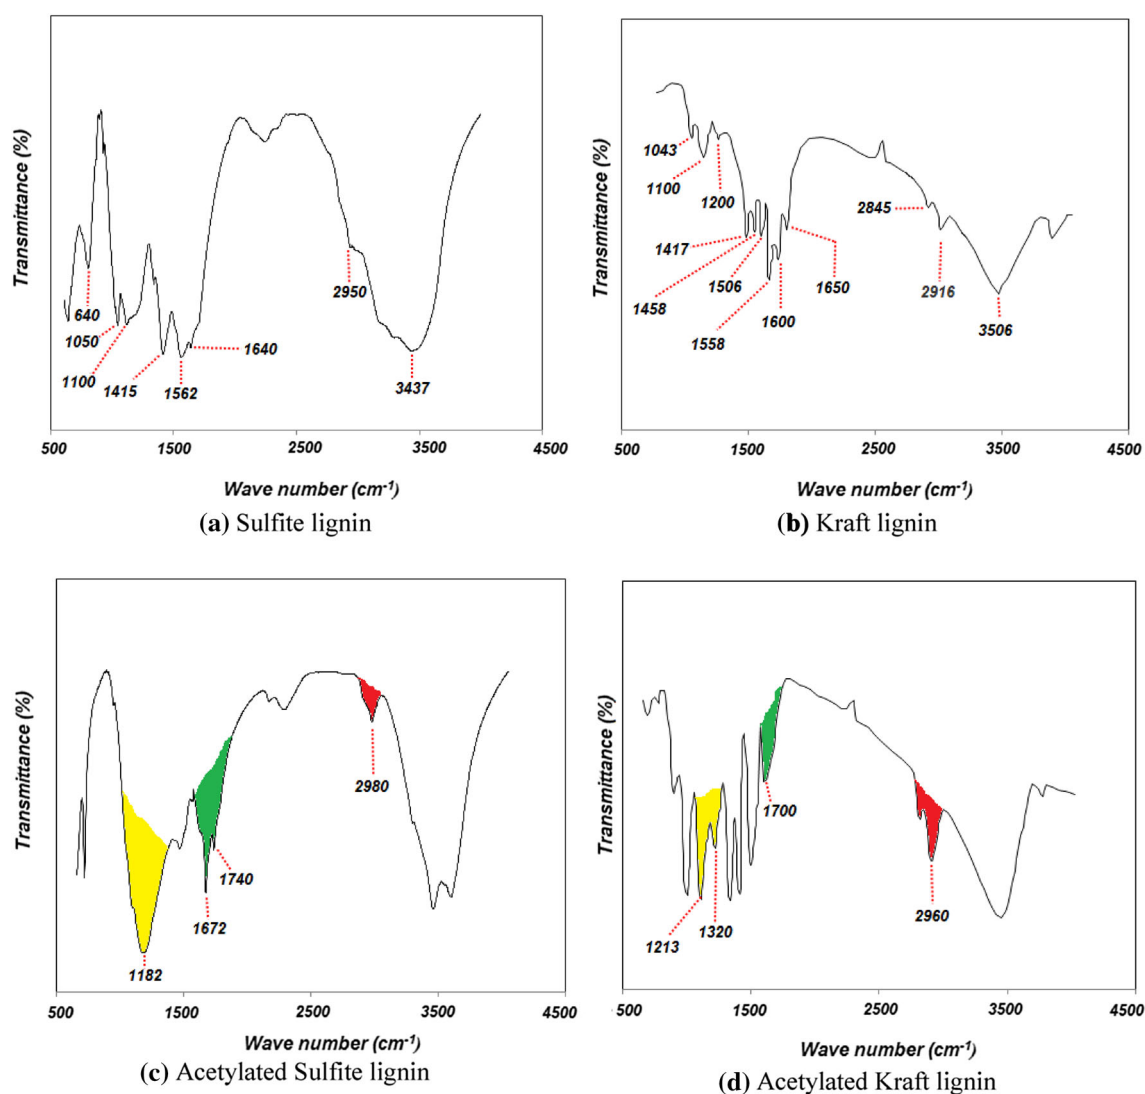 Transmittance (%)
640
1050
1100
1415
1562
1640
2950
3437
500 1500 2500 3500 4500
Wave number (cm-1)
(a) Sulfite lignin
Transmittance (%)
1043
1100
1200
1417
1458
1506
1558
1600
1650
2845
2916
3506
500 1500 2500 3500 4500
Wave number (cm-1)
(b) Kraft lignin
Transmittance (%)
1182
1672
1740
2980
500 1500 2500 3500 4500
Wave number (cm-1)
(c) Acetylated Sulfite lignin
Transmittance (%)
1213
1320
1700
2960
500 1500 2500 3500 4500
Wave number (cm-1)
(d) Acetylated Kraft lignin